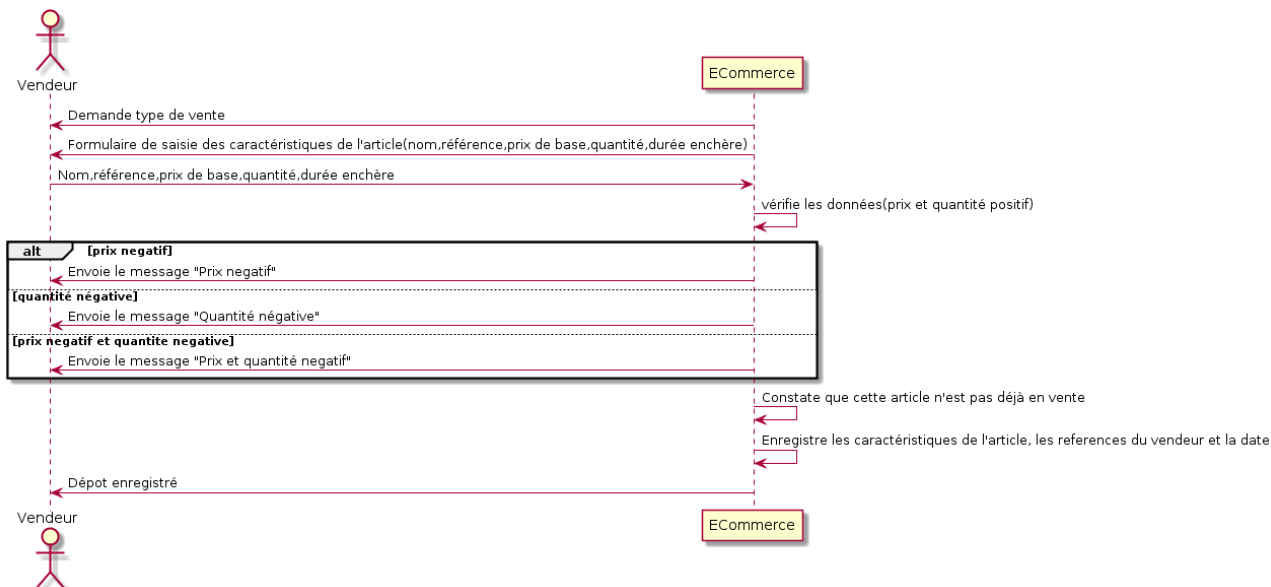 Vendeur
ECommerce
Demande type de vente
Formulaire de saisie des caractéristiques de l'article(nom,référence,prix de base,quantité,durée enchère)
Nom,référence,prix de base,quantité,durée enchère
vérifie les données(prix et quantité positif)
alt [prix negatif]
Envoie le message "Prix negatif"
[quantité négative]
Envoie le message "Quantité négative"
[prix negatif et quantite negative]
Envoie le message "Prix et quantité negatif"
Constate que cette article n'est pas déjà en vente
Enregistre les caractéristiques de l'article, les references du vendeur et la date
Dépot enregistré
Vendeur
ECommerce